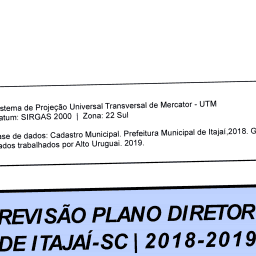 istema de Projeção Universal Transversal de Mercator - UTM
atum: SIRGAS 2000 | Zona: 22 Sul
ase de dados: Cadastro Municipal. Prefeitura Municipal de Itajaí,2018. G
ados trabalhados por Alto Uruguai. 2019.
REVISÃO PLANO DIRETOR
DE ITAJAÍ-SC | 2018-2019